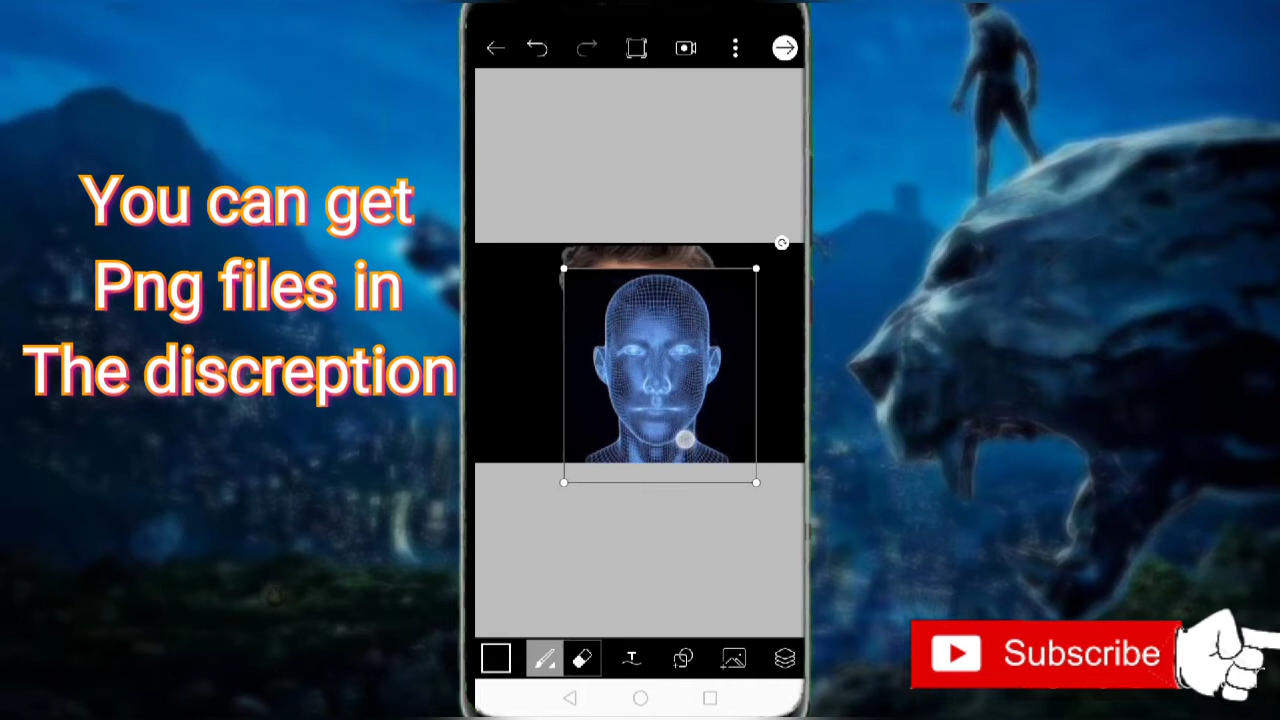 You can get
Png files in
The discreption
T
Subscribe